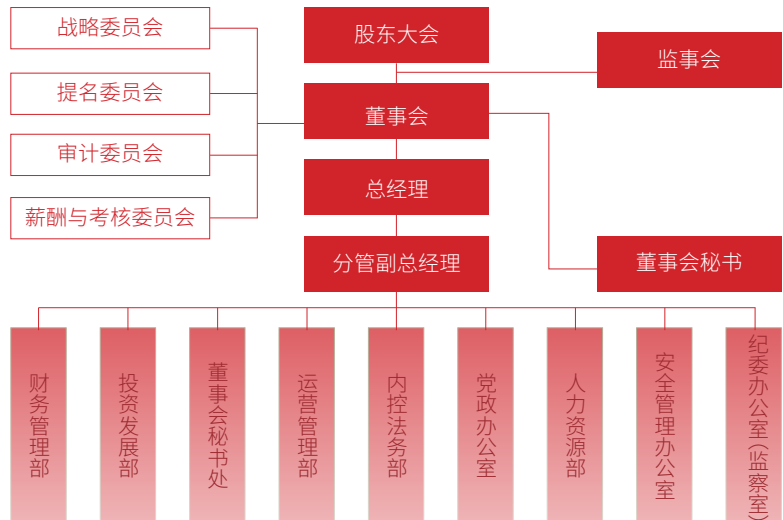 战略委员会
提名委员会
审计委员会
薪酬与考核委员会
股东大会
监事会
董事会
总经理
分管副总经理
董事会秘书
财务管理部
投资发展部
董事会秘书处
运营管理部
内控法务部
党政办公室
人力资源部
安全管理办公室
纪委办公室(监察室)